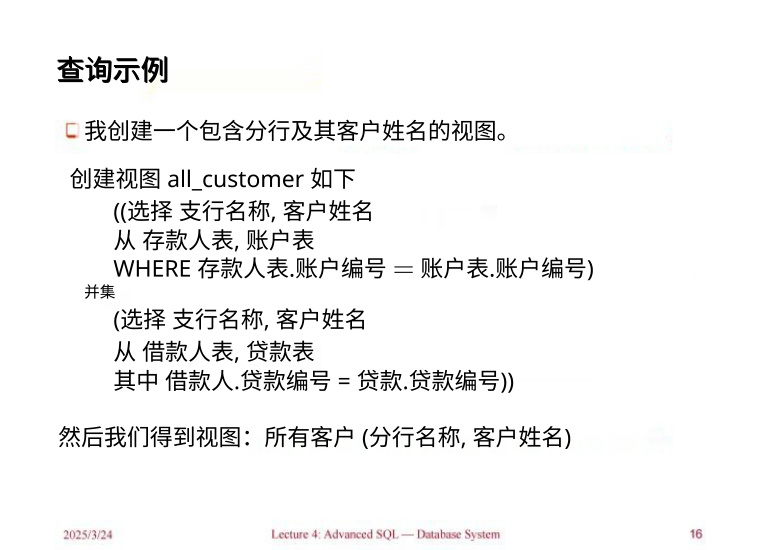 查询示例
我创建一个包含分行及其客户姓名的视图。
创建视图 all_customer 如下
((选择 支行名称, 客户姓名
从 存款人表, 账户表
WHERE 存款人表.账户编号 = 账户表.账户编号)
并集
(选择 支行名称, 客户姓名
从 借款人表, 贷款表
其中 借款人.贷款编号 = 贷款.贷款编号))
然后我们得到视图：所有客户 (分行名称, 客户姓名)
2025/3/24 Lecture 4: Advanced SQL — Database System 16